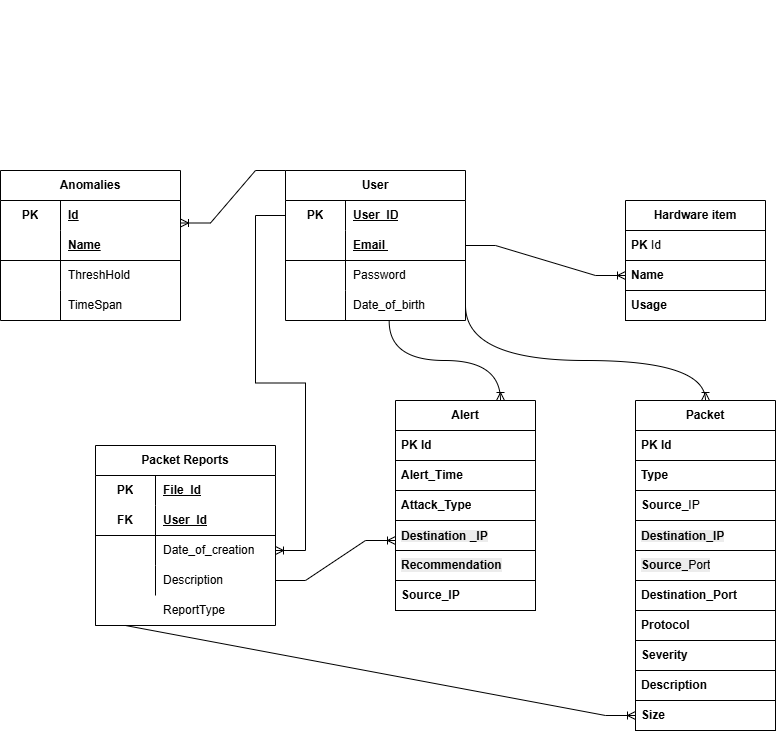 Anomalies
PK Id
Name
ThreshHold
TimeSpan
User
PK User_ID
Email
Password
Date_of_birth
Hardware item
PK Id
Name
Usage
Packet Reports
PK File_Id
FK User_Id
Date_of_creation
Description
ReportType
Alert
PK Id
Alert_Time
Attack_Type
Destination _IP
Recommendation
Source_IP
Packet
PK Id
Type
Source_IP
Destination_IP
Source_Port
Destination_Port
Protocol
Severity
Description
Size